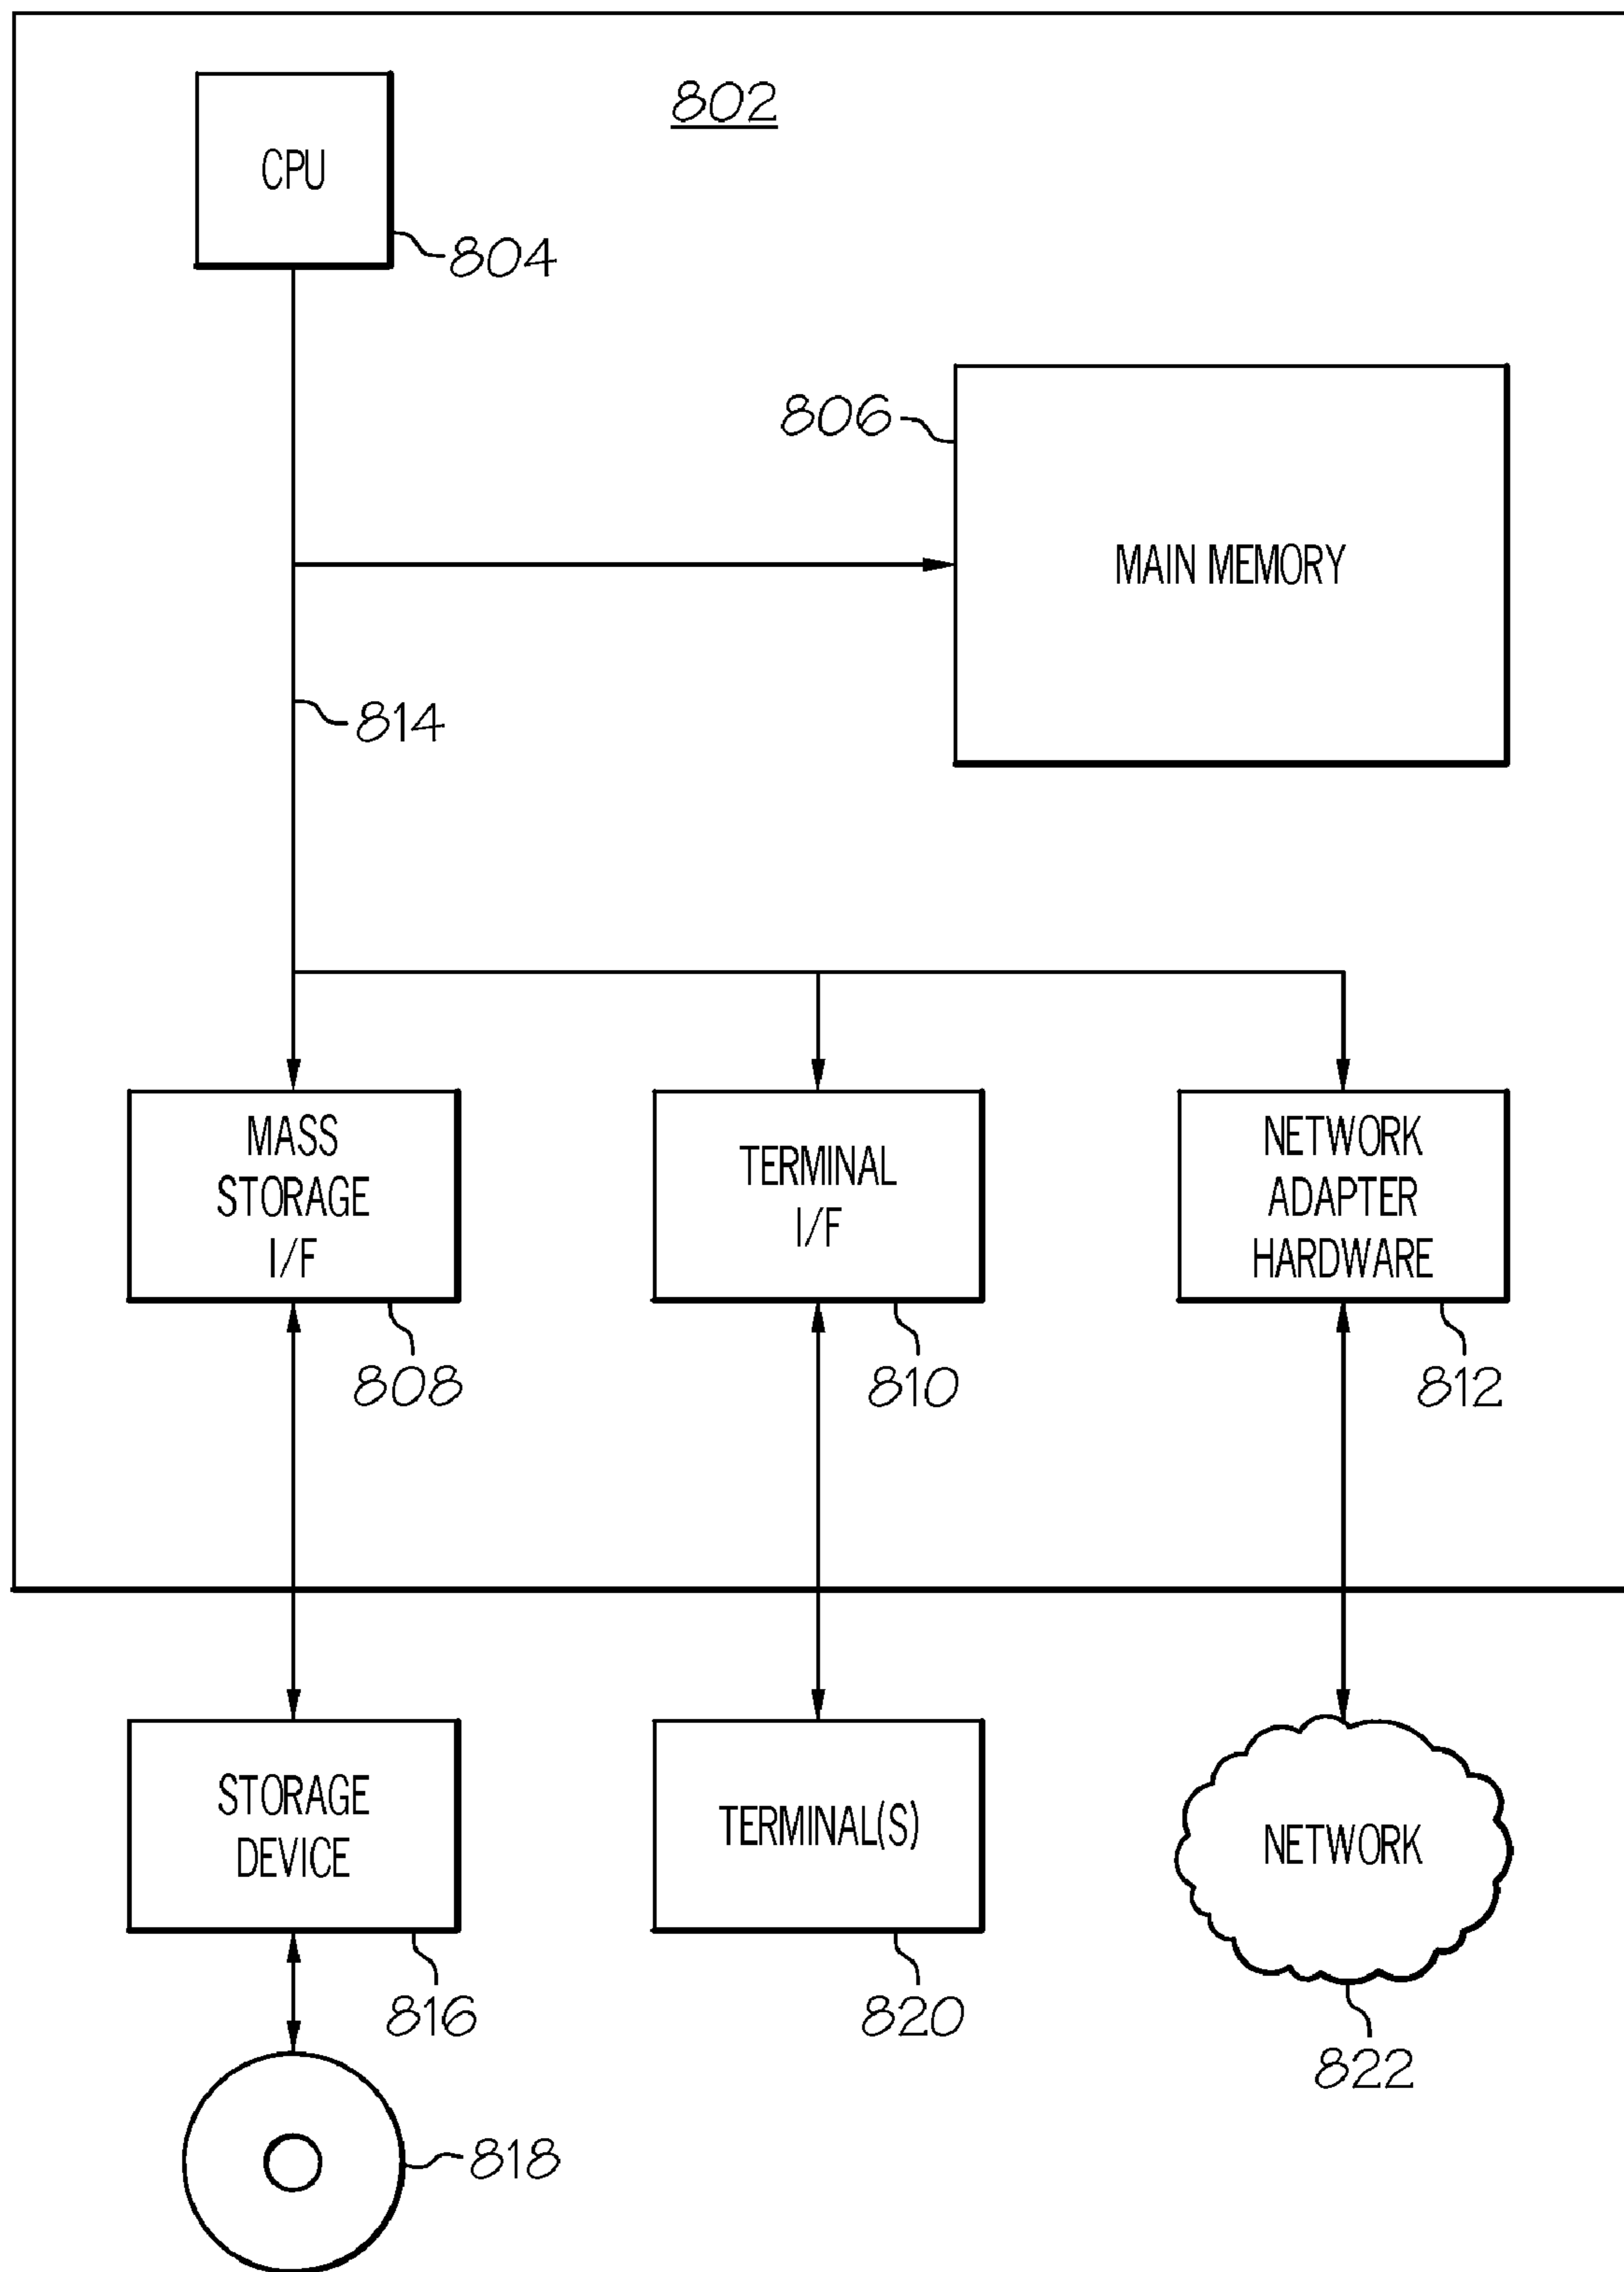 802
CPU
804
806
MAIN MEMORY
814
MASS
STORAGE
I/F
TERMINAL
I/F
NETWORK
ADAPTER
HARDWARE
808
810
812
STORAGE
DEVICE
TERMINAL(S)
NETWORK
816
820
822
818